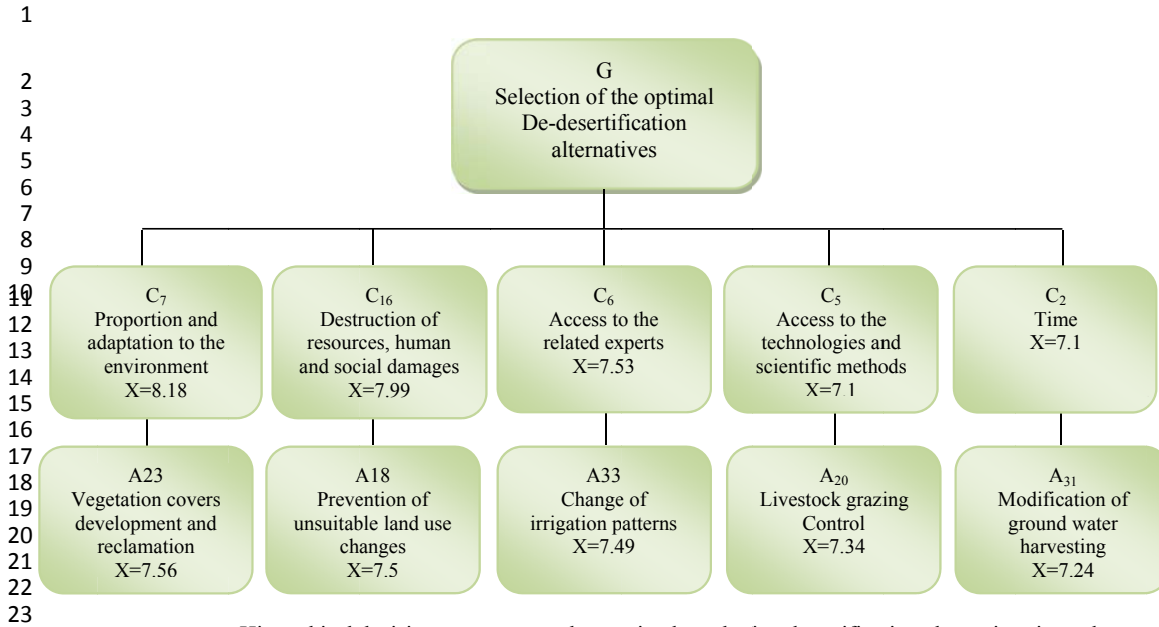 1
G
2
Selection of the optimal
3
De-desertification
4
alternatives
5
6
7
8
9
10
11
C₇
Proportion and
adaptation to the
environment
X=8.18
C₁₆
Destruction of
resources, human
and social damages
X=7.99
C₆
Access to the
related experts
X=7.53
C₅
Access to the
technologies and
scientific methods
X=7.1
C₂
Time
X=7.1
12
13
14
15
16
17
A23
Vegetation covers
development and
reclamation
X=7.56
A18
Prevention of
unsuitable land use
changes
X=7.5
A33
Change of
irrigation patterns
X=7.49
A₂₀
Livestock grazing
Control
X=7.34
A₃₁
Modification of
ground water
harvesting
X=7.24
18
19
20
21
22
23